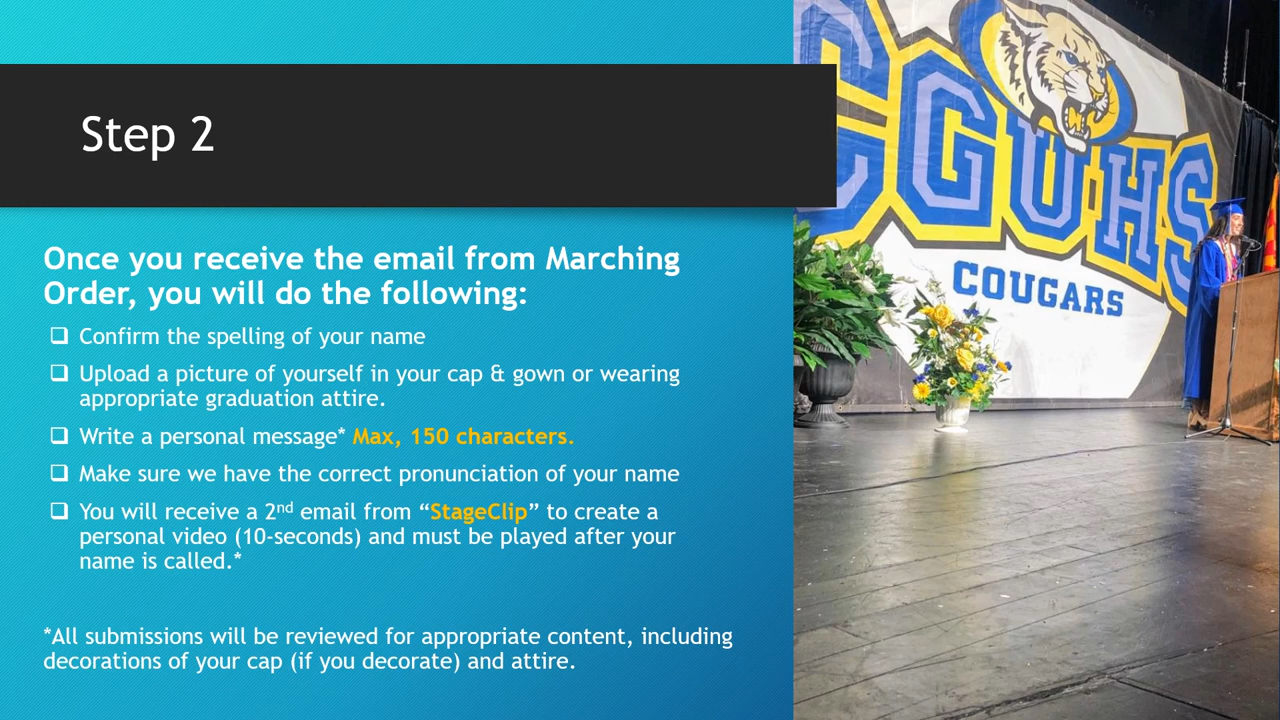 Step 2
Once you receive the email from Marching
Order, you will do the following:
❑ Confirm the spelling of your name
❑ Upload a picture of yourself in your cap & gown or wearing
appropriate graduation attire.
❑ Write a personal message* Max, 150 characters.
❑ Make sure we have the correct pronunciation of your name
❑ You will receive a 2nd email from “StageClip” to create a
personal video (10-seconds) and must be played after your
name is called.*
*All submissions will be reviewed for appropriate content, including
decorations of your cap (if you decorate) and attire.
CGUHS
COUGARS